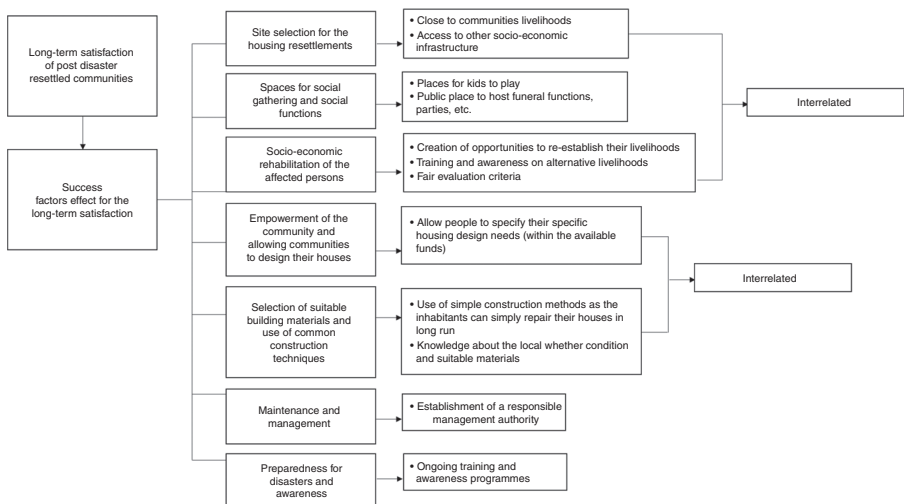 Long-term satisfaction
of post disaster
resettled communities
Success
factors effect for the
long-term satisfaction
Site selection for the
housing resettlements
• Close to communities livelihoods
• Access to other socio-economic
infrastructure
Spaces for social
gathering and social
functions
• Places for kids to play
• Public place to host funeral functions,
parties, etc.
Interrelated
Socio-economic
rehabilitation of the
affected persons
• Creation of opportunities to re-establish their livelihoods
• Training and awareness on alternative livelihoods
• Fair evaluation criteria
Empowerment of the
community and
allowing communities
to design their houses
• Allow people to specify their specific
housing design needs (within the available
funds)
Interrelated
Selection of suitable
building materials and
use of common
construction
techniques
• Use of simple construction methods as the
inhabitants can simply repair their houses in
long run
• Knowledge about the local whether condition
and suitable materials
Maintenance and
management
• Establishment of a responsible
management authority
Preparedness for
disasters and
awareness
• Ongoing training and
awareness programmes